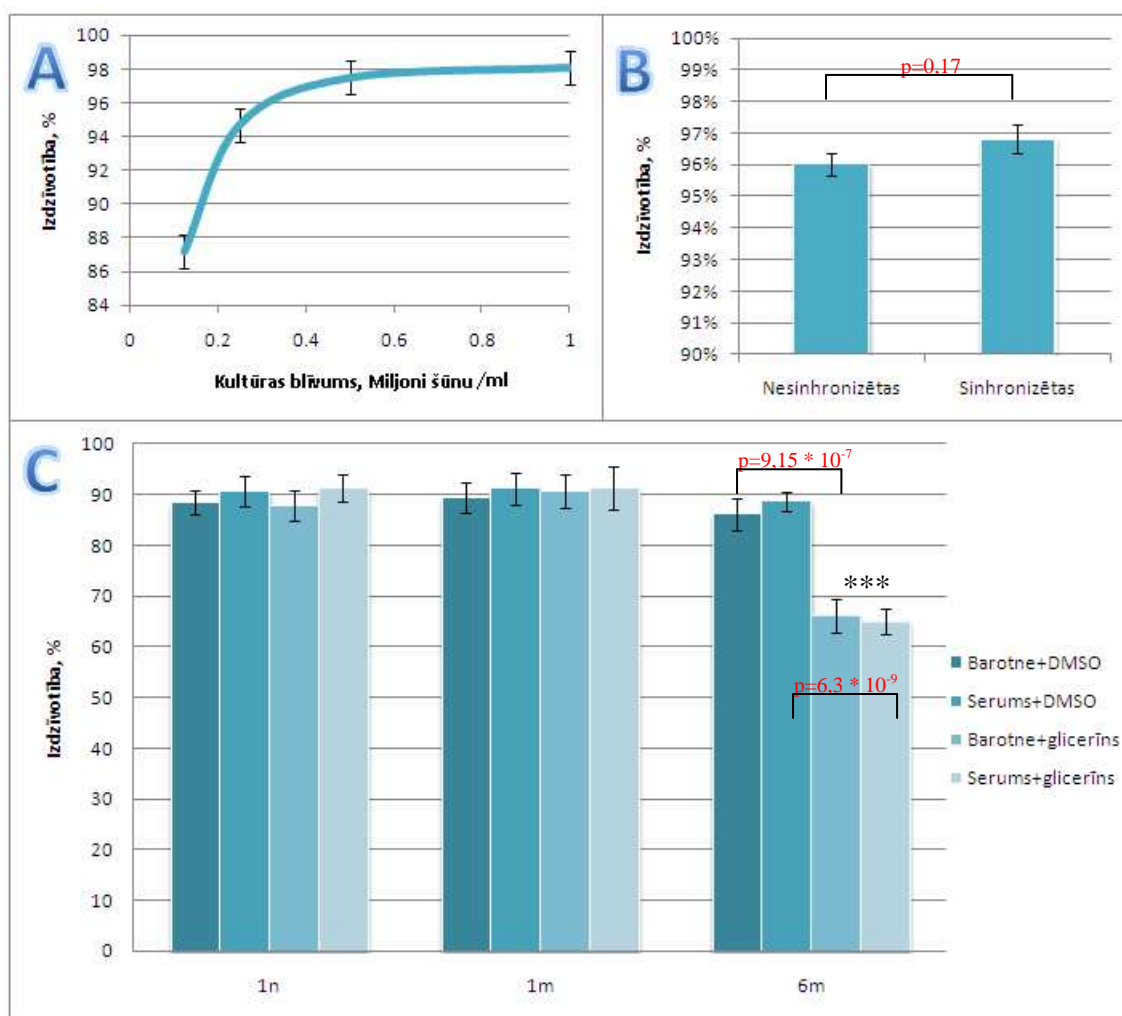 A
Izdzīvotība, %
100
98
96
94
92
90
88
86
84
0
0.2
0.4
0.6
0.8
1
Kultūras blīvums, Miljoni šūnu /ml
B
Izdzīvotība, %
100%
99%
98%
97%
96%
95%
94%
93%
92%
91%
90%
p=0,17
Nesinhronizētas
Sinhronizētas
C
Izdzīvotība, %
100
90
80
70
60
50
40
30
20
10
0
p=9,15 * 10⁻⁷
***
p=6,3 * 10⁻⁹
1n
1m
6m
Barotne+DMSO
Serums+DMSO
Barotne+glicerīns
Serums+glicerīns